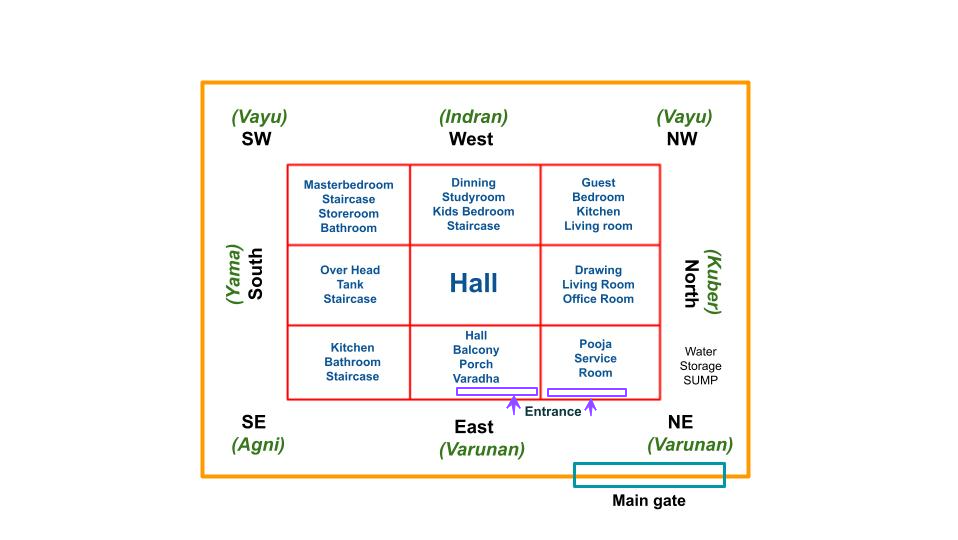 (Vayu)
SW
(Indran)
West
(Vayu)
NW
Masterbedroom
Staircase
Storeroom
Bathroom
Dinning
Studyroom
Kids Bedroom
Staircase
Guest
Bedroom
Kitchen
Living room
(Yama)
South
Over Head
Tank
Staircase
Hall
Drawing
Living Room
Office Room
North
(Kuber)
Kitchen
Bathroom
Staircase
Hall
Balcony
Porch
Varadha
Pooja
Service
Room
Water
Storage
SUMP
Entrance
SE
(Agni)
East
(Varunan)
NE
(Varunan)
Main gate